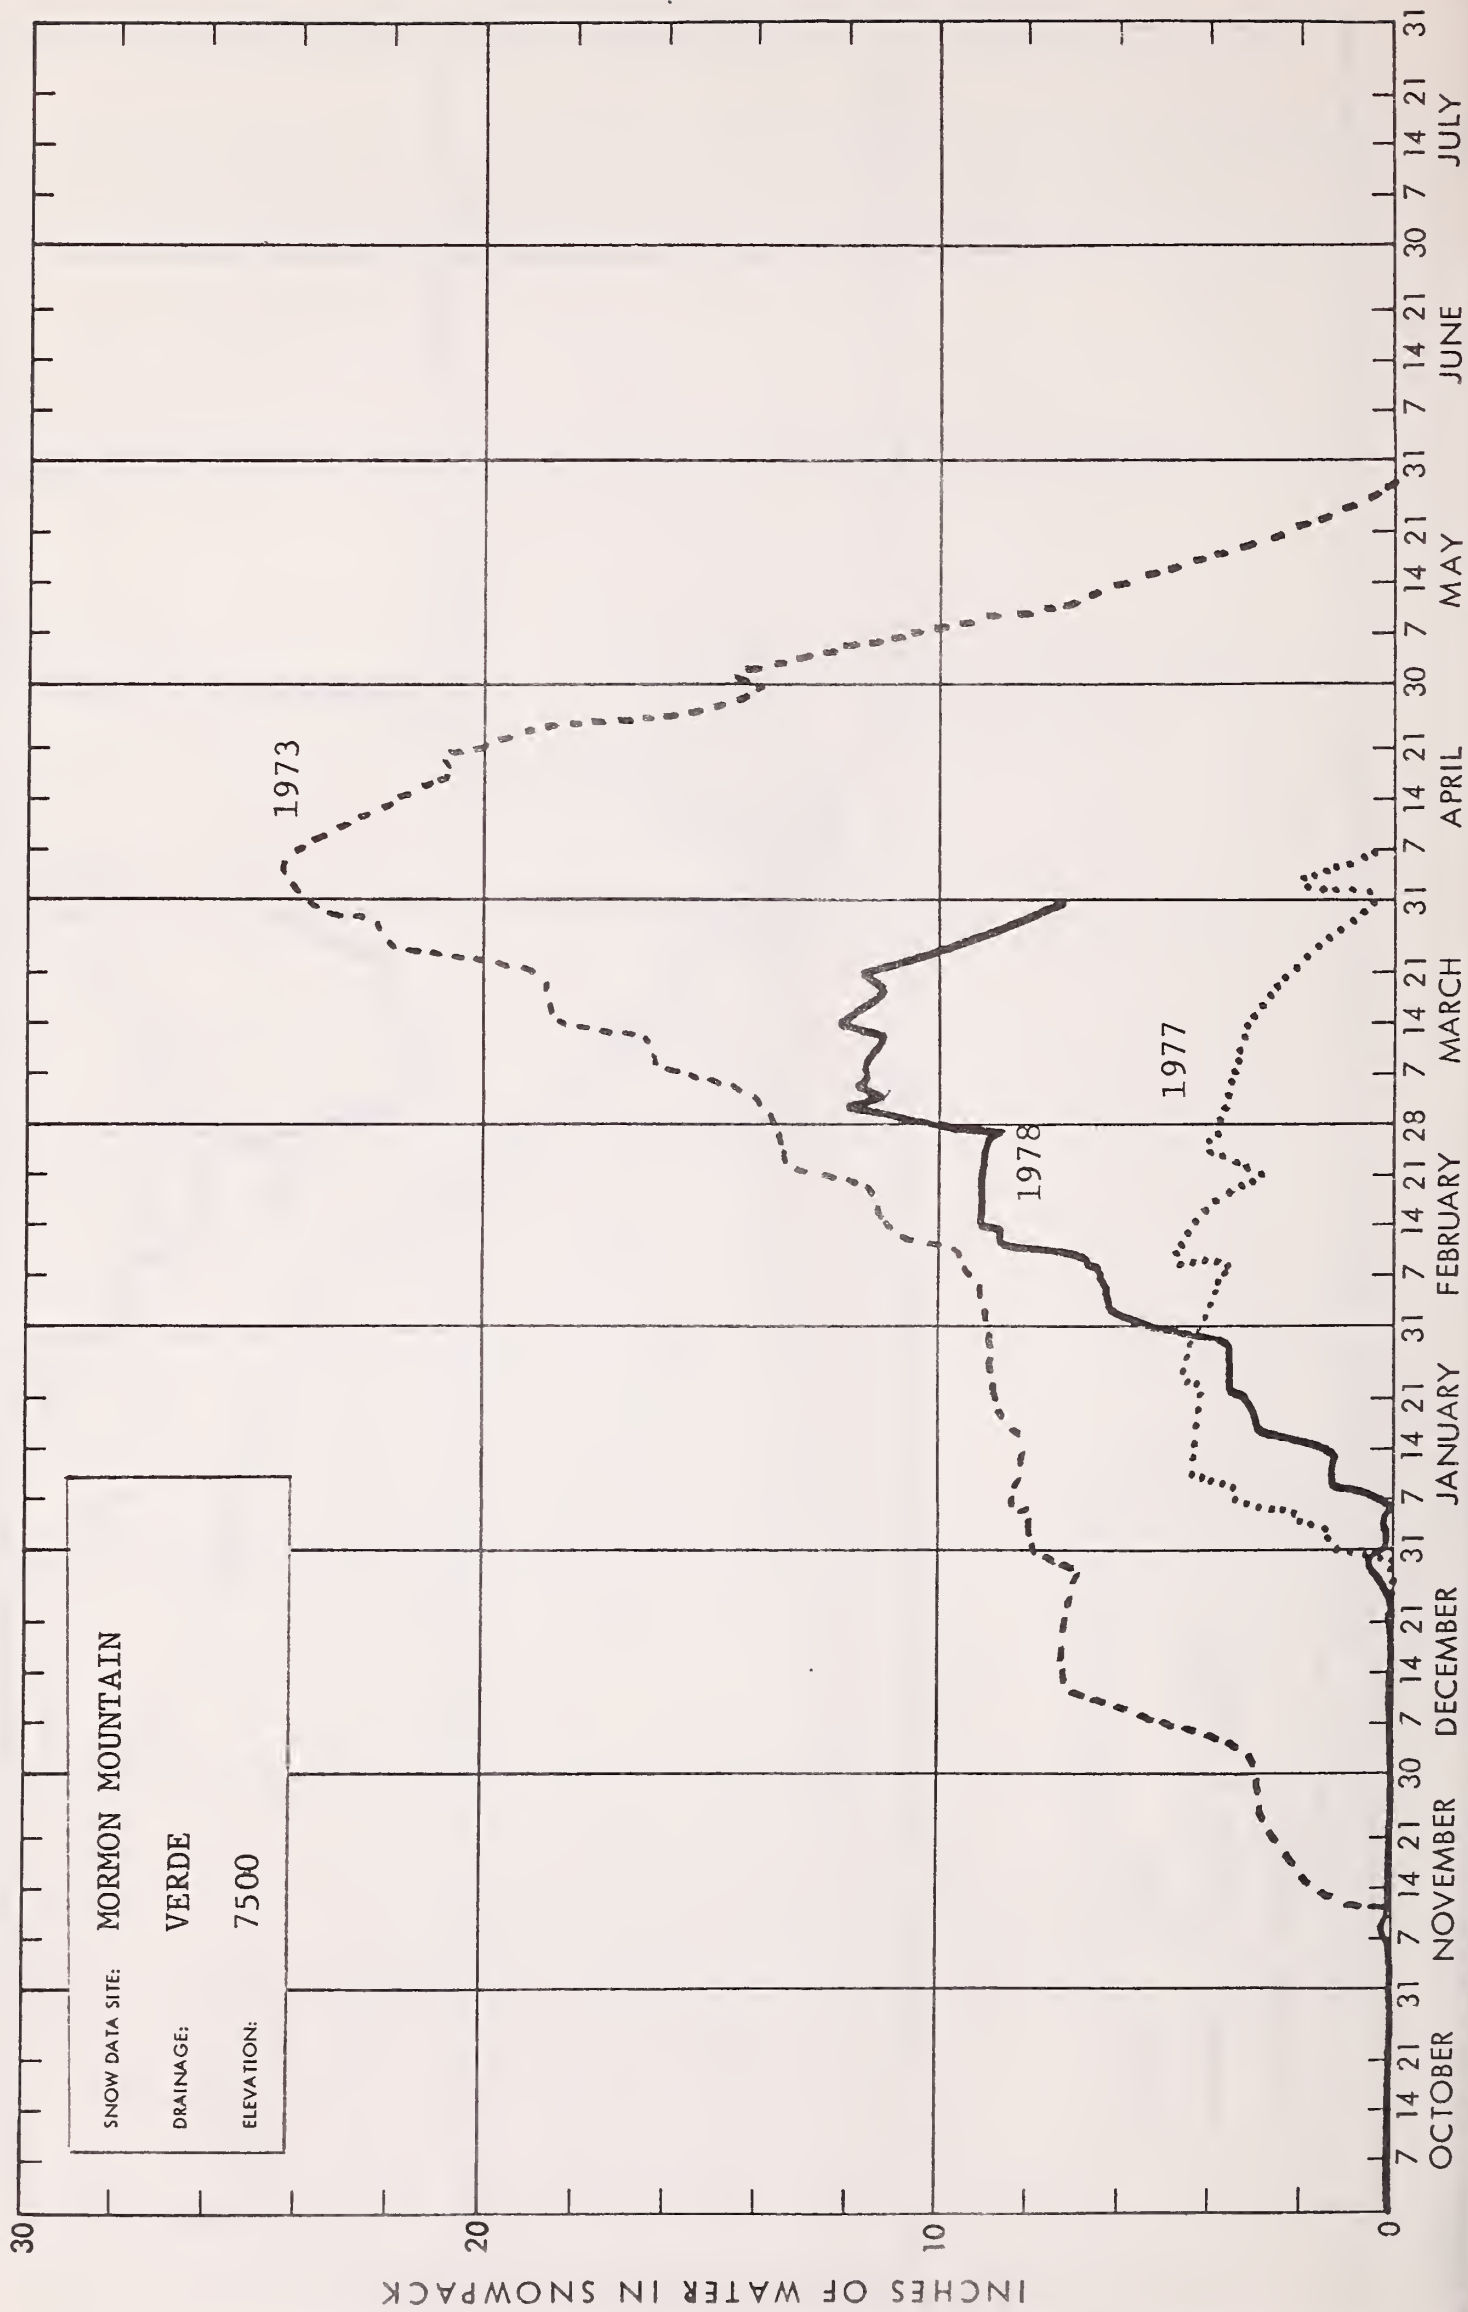 SNOW DATA SITE: MORMON MOUNTAIN
DRAINAGE: VERDE
ELEVATION: 7500
INCHES OF WATER IN SNOWPACK
30
20
10
0
1973
1978
1977
7 14 21 31 7 14 21 30 7 14 21 31 7 14 21 31 7 14 21 28 7 14 21 31 7 14 21 30 7 14 21 31 7 14 21 30 7 14 21 31
OCTOBER NOVEMBER DECEMBER JANUARY FEBRUARY MARCH APRIL MAY JUNE JULY